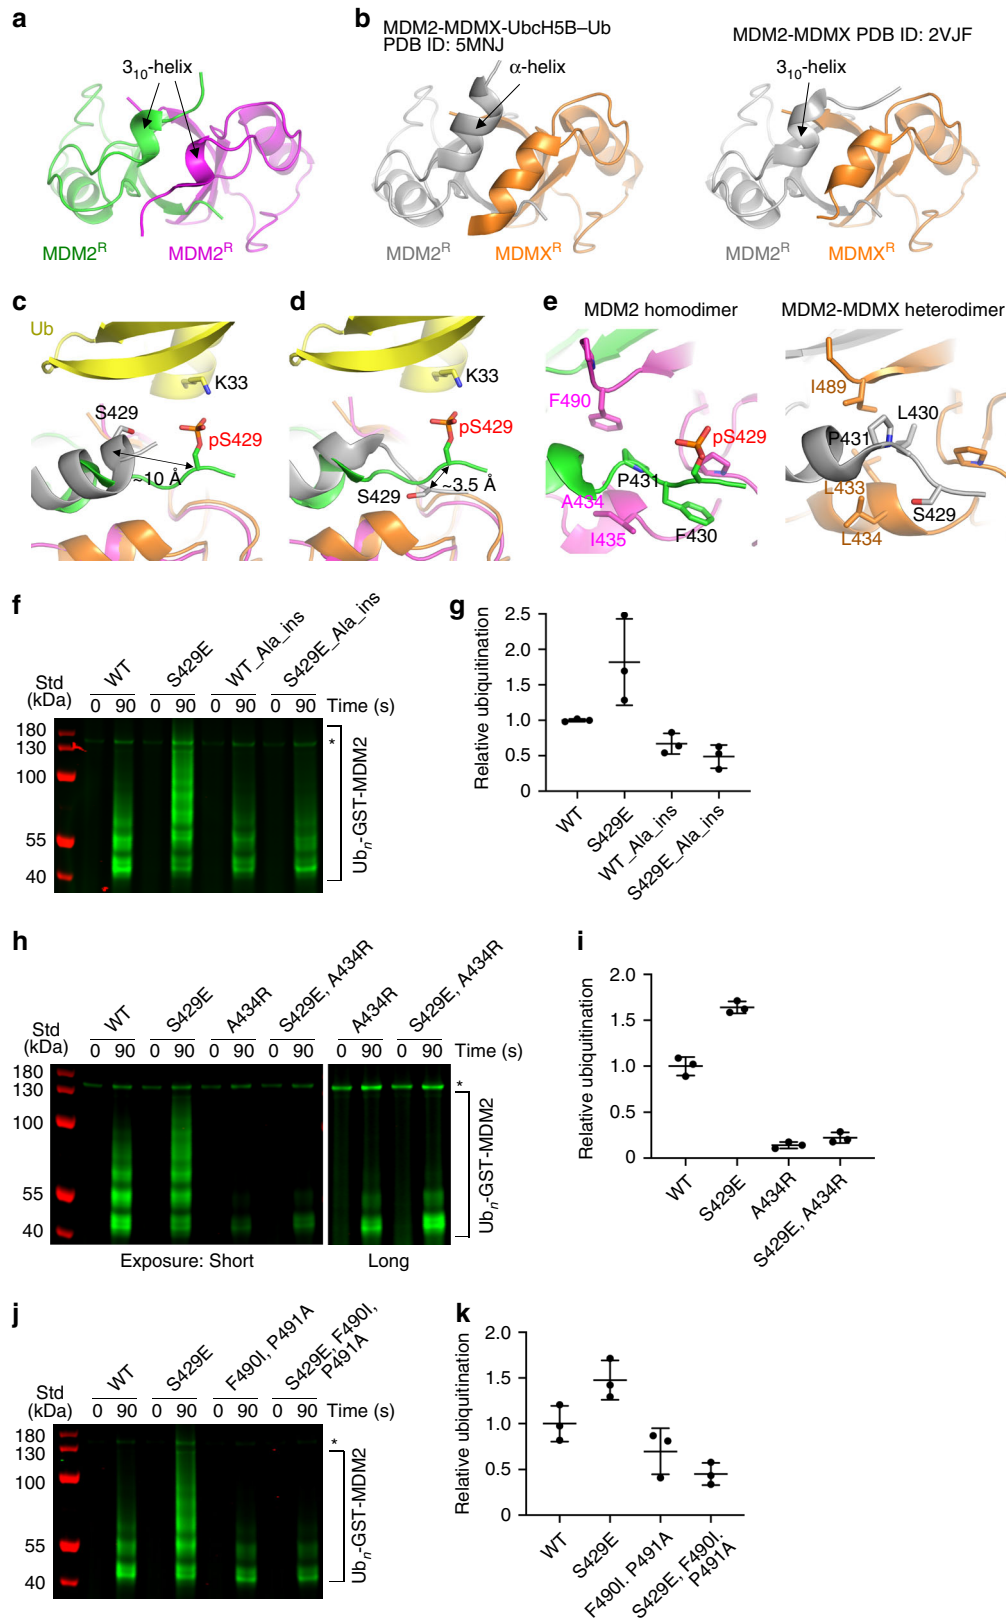 a
3₁₀-helix
MDM2ᴿ MDM2ᴿ
b
MDM2-MDMX-UbcH5B–Ub
PDB ID: 5MNJ
α-helix
MDM2ᴿ MDMXᴿ
MDM2-MDMX PDB ID: 2VJF
3₁₀-helix
MDM2ᴿ MDMXᴿ
c
Ub
K33
S429
pS429
~10 Å
d
K33
pS429
S429
~3.5 Å
e
MDM2 homodimer
F490
pS429
P431
A434
I435
F430
MDM2-MDMX heterodimer
I489
L430
P431
L433
S429
L434
f
WT S429E WT_Ala_ins S429E_Ala_ins
Std
(kDa)
0 90 0 90 0 90 0 90 Time (s)
180
130
100
55
40
*
Ubn-GST-MDM2
g
Relative ubiquitination
2.5
2.0
1.5
1.0
0.5
0
WT S429E WT_Ala_ins S429E_Ala_ins
h
WT S429E A434R S429E, A434R A434R S429E, A434R
Std
(kDa)
0 90 0 90 0 90 0 90 0 90 0 90 Time (s)
180
130
100
55
40
*
Ubn-GST-MDM2
Exposure: Short Long
i
Relative ubiquitination
2.0
1.5
1.0
0.5
0
WT S429E A434R S429E, A434R
j
WT S429E F490I, P491A S429E, F490I,
P491A
Std
(kDa)
0 90 0 90 0 90 0 90 Time (s)
180
130
100
55
40
*
Ubn-GST-MDM2
k
Relative ubiquitination
2.0
1.5
1.0
0.5
0
WT S429E F490I. P491A S429E, F490I.
P491A